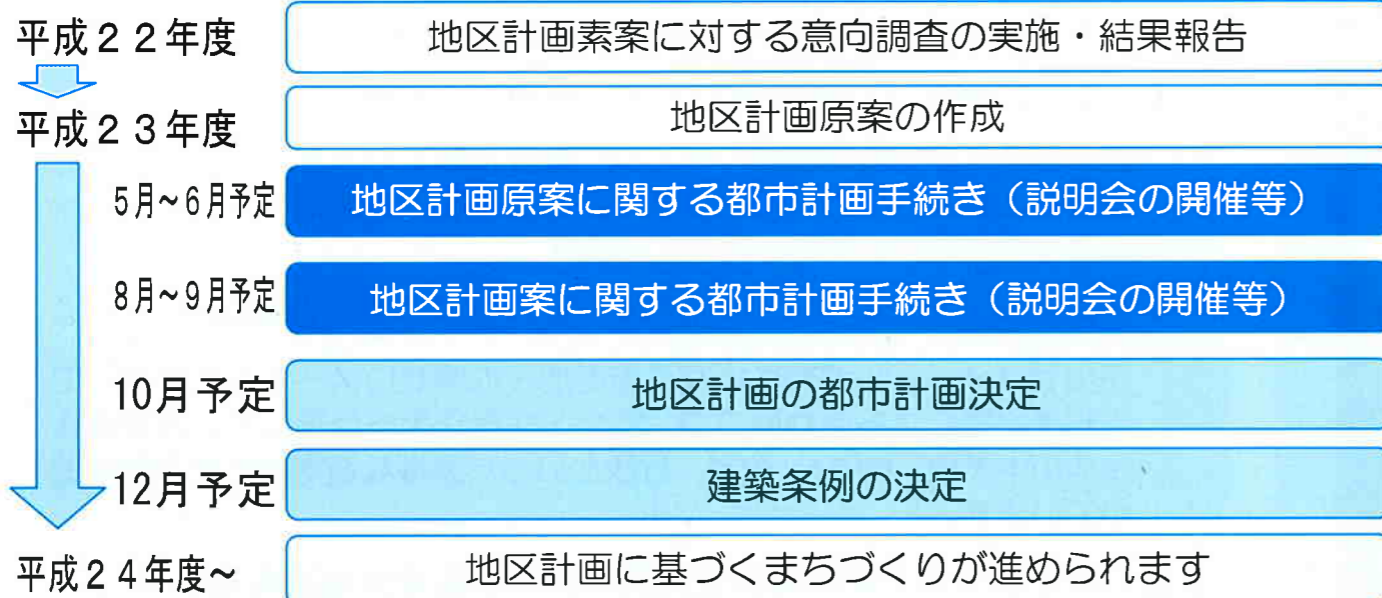 平成２２年度
地区計画素案に対する意向調査の実施・結果報告
平成２３年度
地区計画原案の作成
5月~6月予定
地区計画原案に関する都市計画手続き（説明会の開催等）
8月~9月予定
地区計画案に関する都市計画手続き（説明会の開催等）
10月予定
地区計画の都市計画決定
12月予定
建築条例の決定
平成２４年度～
地区計画に基づくまちづくりが進められます